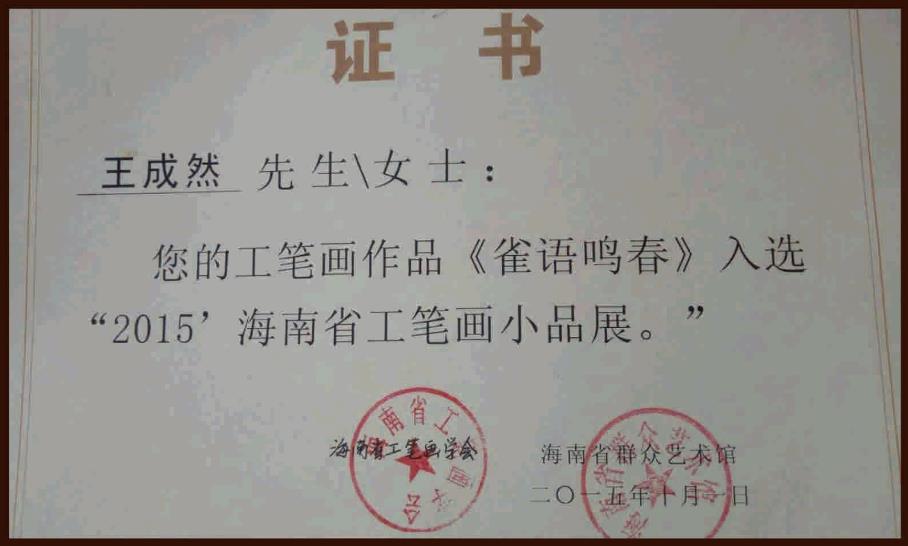 证书
王成然 先生\女士：
您的工笔画作品《雀语鸣春》入选
“2015’海南省工笔画小品展。”
海南省工笔画学会
海南省群众艺术馆
二〇一五年十月一日